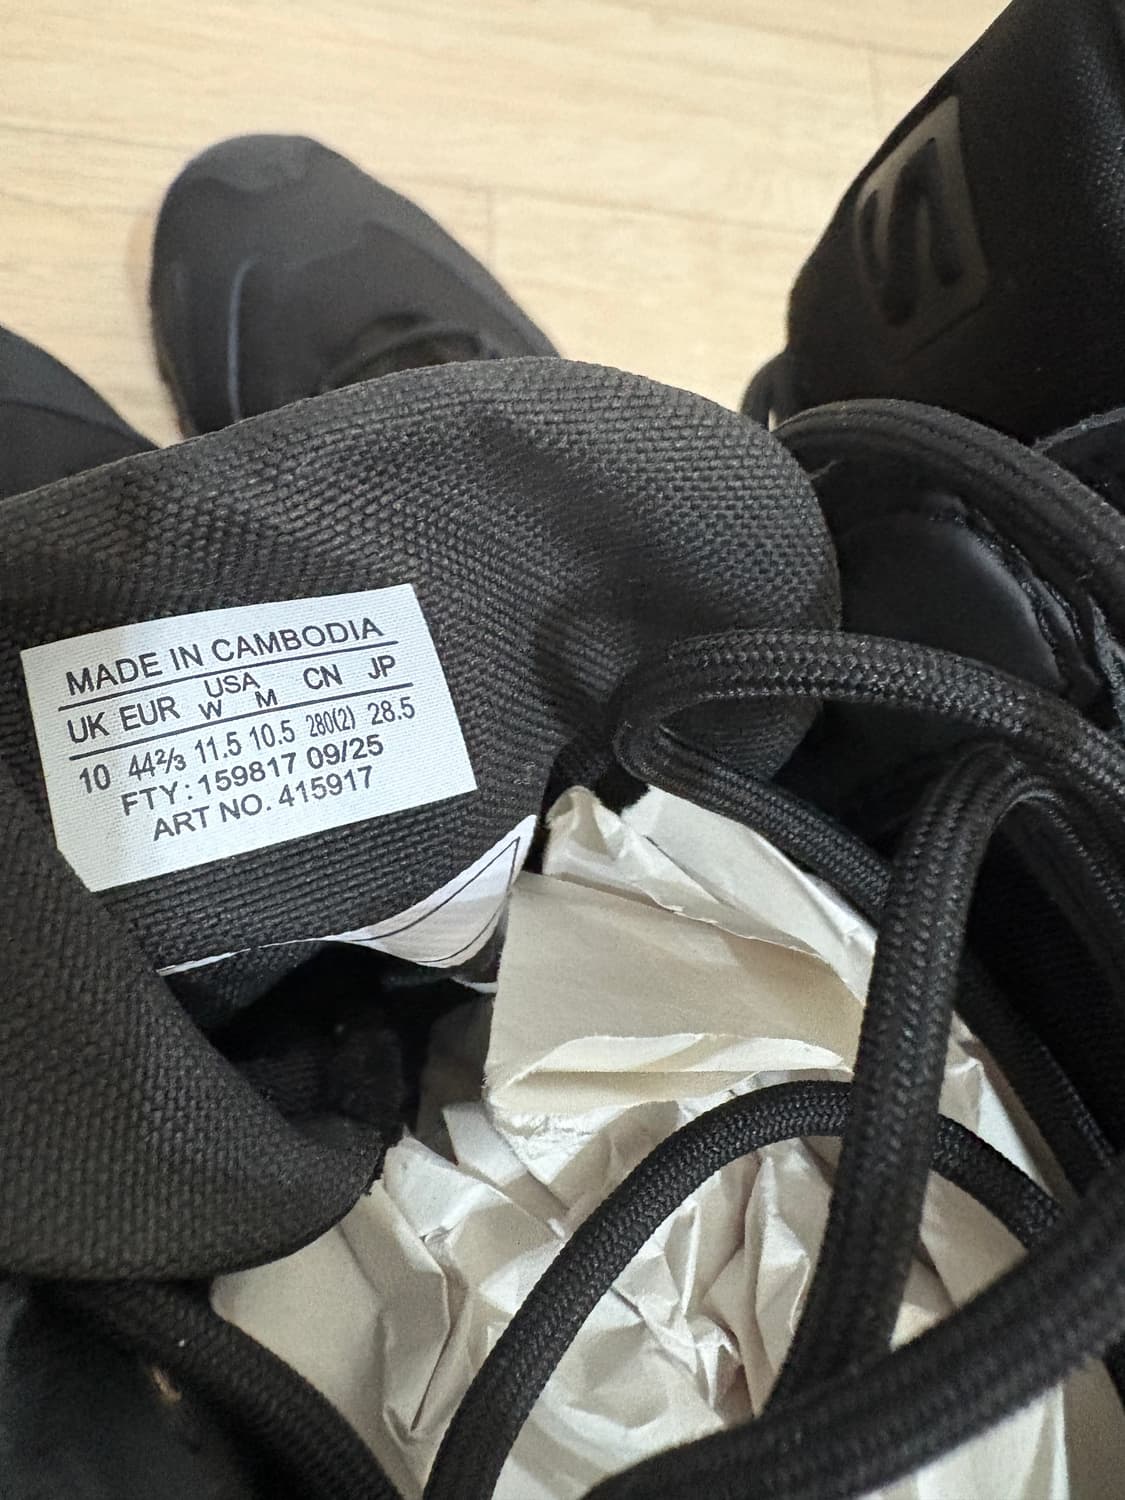 MADE IN CAMBODIA
UK EUR USA W M CN JP
10 44⅔ 11.5 10.5 280(2) 28.5
FTY: 159817 09/25
ART NO. 415917
S